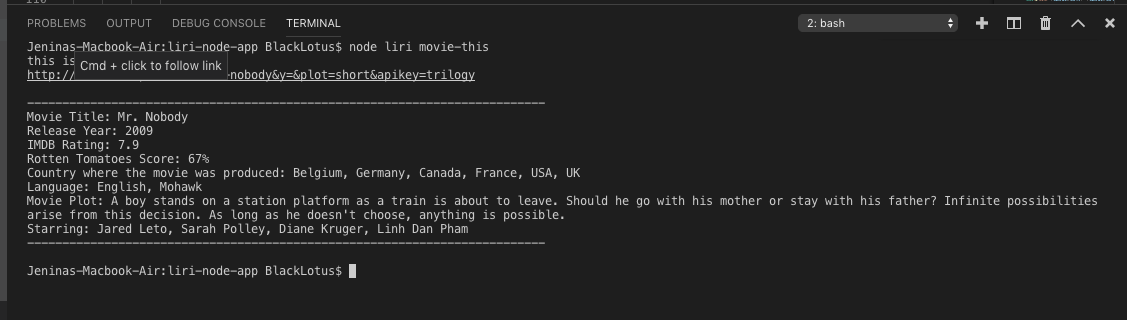 PROBLEMS OUTPUT DEBUG CONSOLE TERMINAL 2: bash
Jeninas-Macbook-Air:liri-node-app BlackLotus$ node liri movie-this
this is
Cmd + click to follow link
http:// -nobody&y=&plot=short&apikey=trilogy
--------------------------------------------------------------------------
Movie Title: Mr. Nobody
Release Year: 2009
IMDB Rating: 7.9
Rotten Tomatoes Score: 67%
Country where the movie was produced: Belgium, Germany, Canada, France, USA, UK
Language: English, Mohawk
Movie Plot: A boy stands on a station platform as a train is about to leave. Should he go with his mother or stay with his father? Infinite possibilities
arise from this decision. As long as he doesn't choose, anything is possible.
Starring: Jared Leto, Sarah Polley, Diane Kruger, Linh Dan Pham
--------------------------------------------------------------------------
Jeninas-Macbook-Air:liri-node-app BlackLotus$